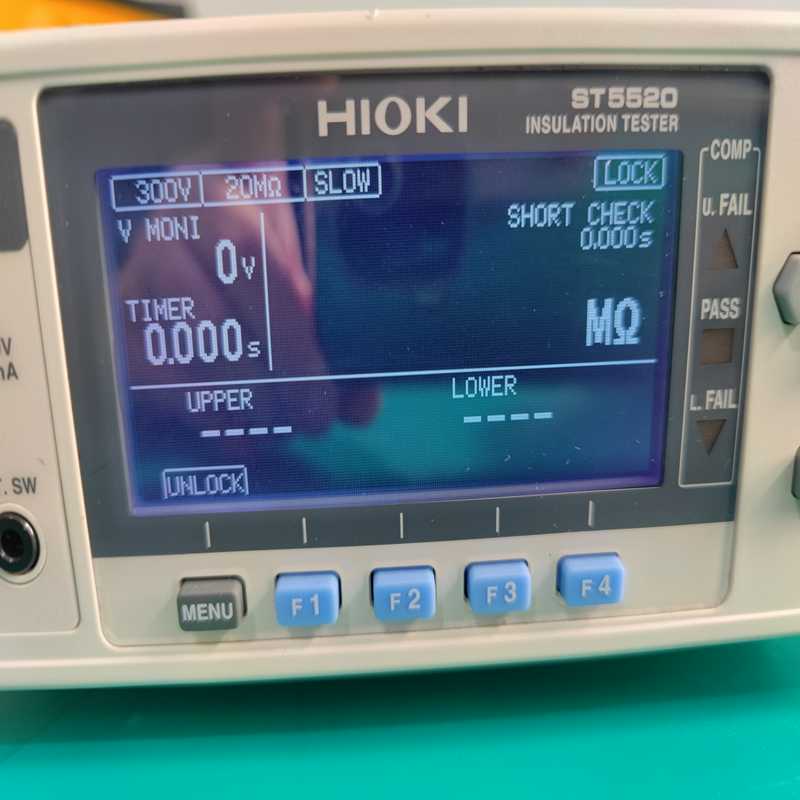 HIOKI
ST5520
INSULATION TESTER
300V 20MΩ SLOW
LOCK
V MONI
0V
SHORT CHECK
0.000s
TIMER
0.000s
MΩ
UPPER
----
LOWER
----
UNLOCK
COMP
U. FAIL
PASS
L. FAIL
V
mA
T. SW
MENU
F1
F2
F3
F4